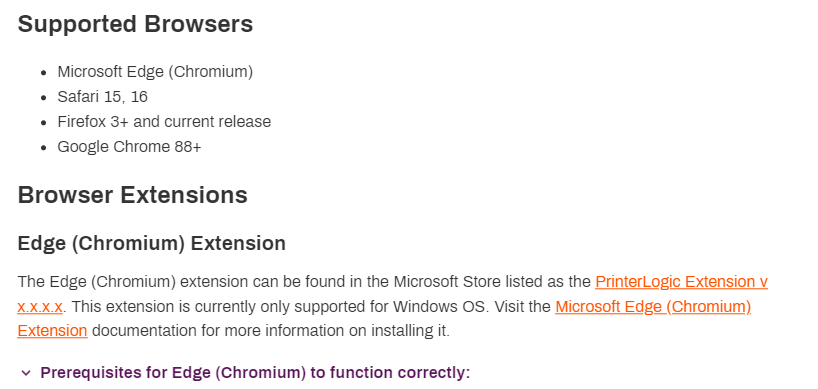 Supported Browsers
Microsoft Edge (Chromium)
Safari 15, 16
Firefox 3+ and current release
Google Chrome 88+
Browser Extensions
Edge (Chromium) Extension
The Edge (Chromium) extension can be found in the Microsoft Store listed as the PrinterLogic Extension v
x.x.x.x. This extension is currently only supported for Windows OS. Visit the Microsoft Edge (Chromium)
Extension documentation for more information on installing it.
Prerequisites for Edge (Chromium) to function correctly: